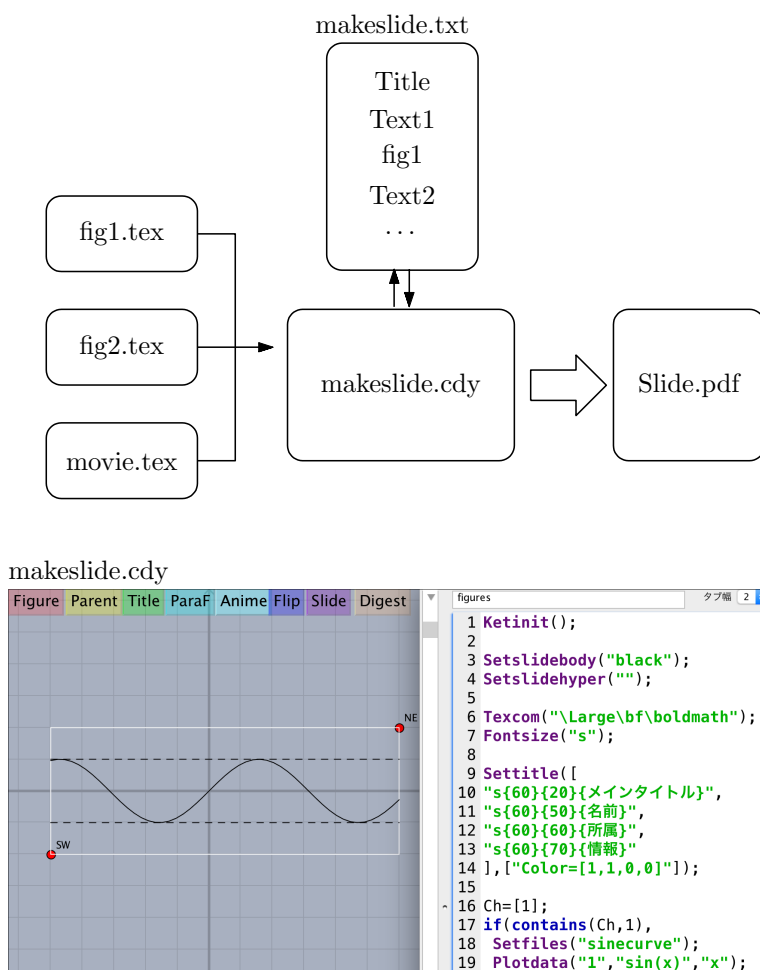 makeslide.txt
Title
Text1
fig1
Text2
...
fig1.tex
fig2.tex
movie.tex
makeslide.cdy
Slide.pdf
makeslide.cdy
Figure Parent Title ParaF Anime Flip Slide Digest
NE
SW
figures タブ幅 2
1 Ketinit();
2
3 Setslidebody("black");
4 Setslidehyper("");
5
6 Texcom("\Large\bf\boldmath");
7 Fontsize("s");
8
9 Settitle([
10 "s{60}{20}{メインタイトル}",
11 "s{60}{50}{名前}",
12 "s{60}{60}{所属}",
13 "s{60}{70}{情報}"
14 ],["Color=[1,1,0,0]"]);
15
16 Ch=[1];
17 if(contains(Ch,1),
18 Setfiles("sinecurve");
19 Plotdata("1","sin(x)","x");